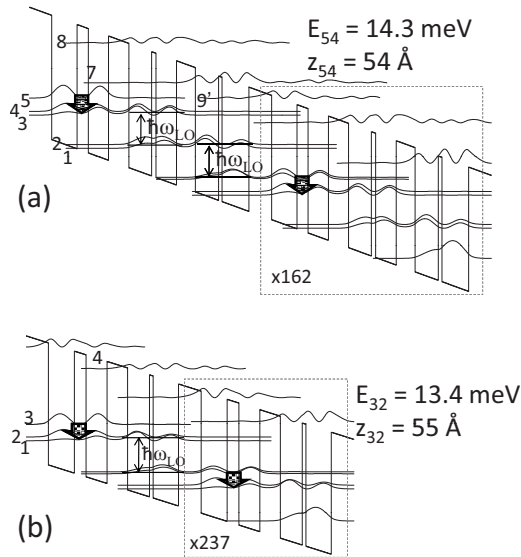 8
E54 = 14.3 meV
z54 = 54 Å
7
5
4
3
9'
ħωLO
2
1
ħωLO
(a)
x162
4
E32 = 13.4 meV
z32 = 55 Å
3
2
1
ħωLO
(b)
x237